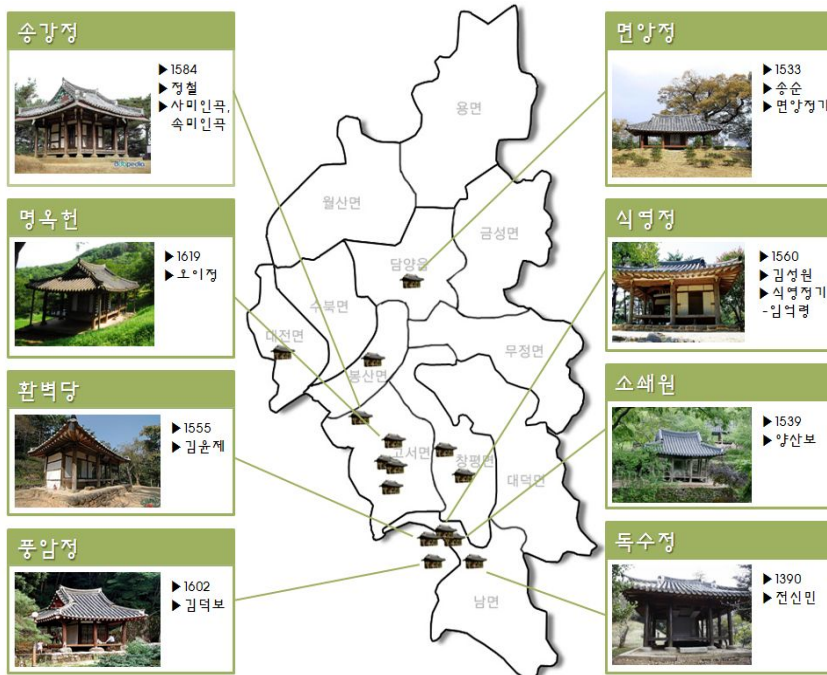 송강정
▶1584
▶정철
▶사미인곡,
속미인곡
명옥헌
▶1619
▶오이정
환벽당
▶1555
▶김윤제
풍암정
▶1602
▶김덕보
용면
월산면
금성면
담양읍
수북면
대전면
무정면
봉산면
고서면
창평면
대덕면
남면
면앙정
▶1533
▶송순
▶면앙정기
식영정
▶1560
▶김성원
▶식영정기
-임억령
소쇄원
▶1539
▶양산보
독수정
▶1390
▶전신민